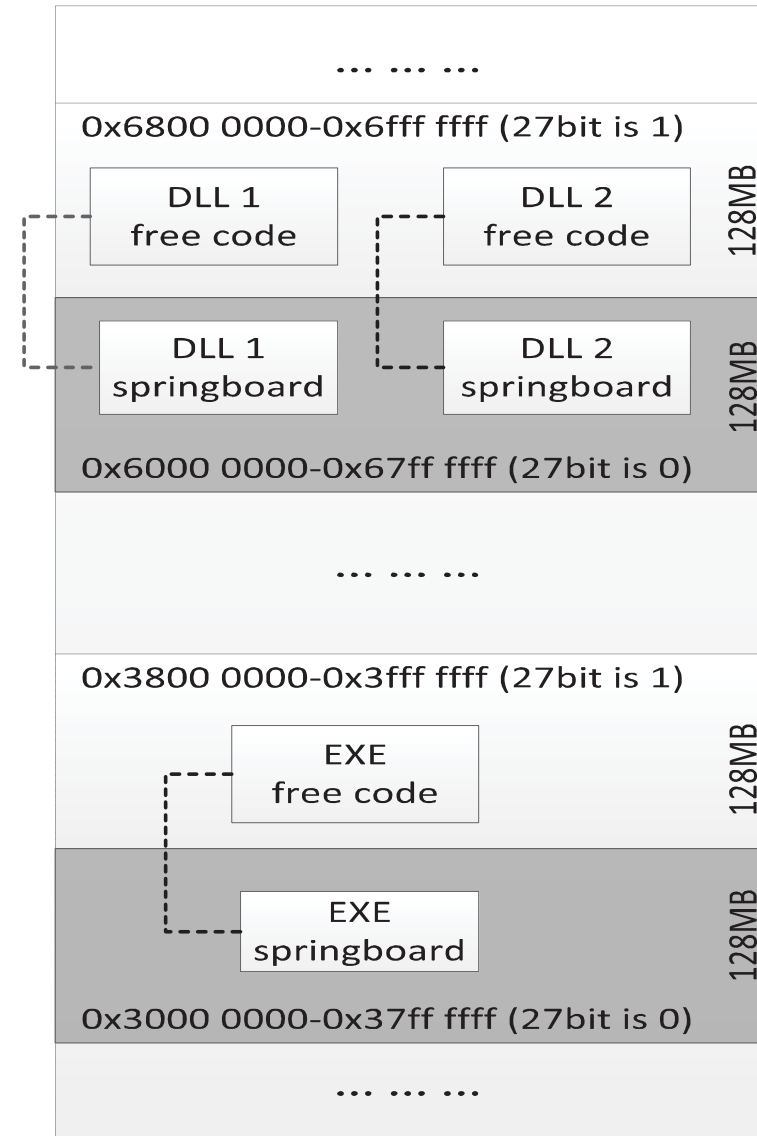 ... ... ...
0x6800 0000-0x6fff ffff (27bit is 1)
DLL 1
free code
DLL 2
free code
128MB
DLL 1
springboard
DLL 2
springboard
128MB
0x6000 0000-0x67ff ffff (27bit is 0)
... ... ...
0x3800 0000-0x3fff ffff (27bit is 1)
EXE
free code
128MB
EXE
springboard
128MB
0x3000 0000-0x37ff ffff (27bit is 0)
... ... ...